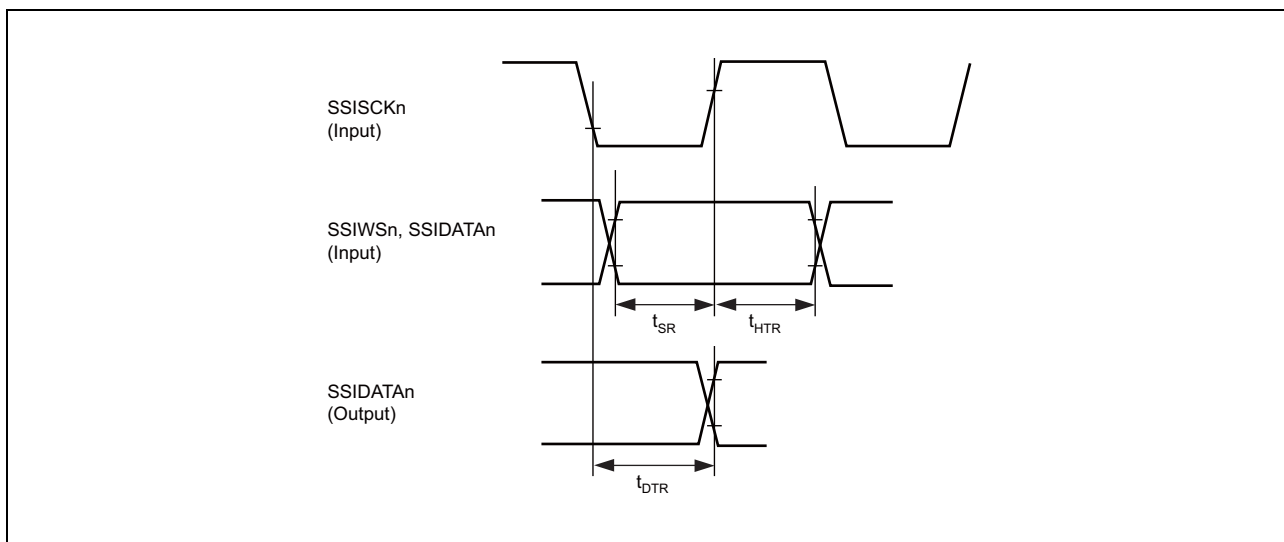 SSISCKn
(Input)
SSIWSn, SSIDATAn
(Input)
tSR
tHTR
SSIDATAn
(Output)
tDTR